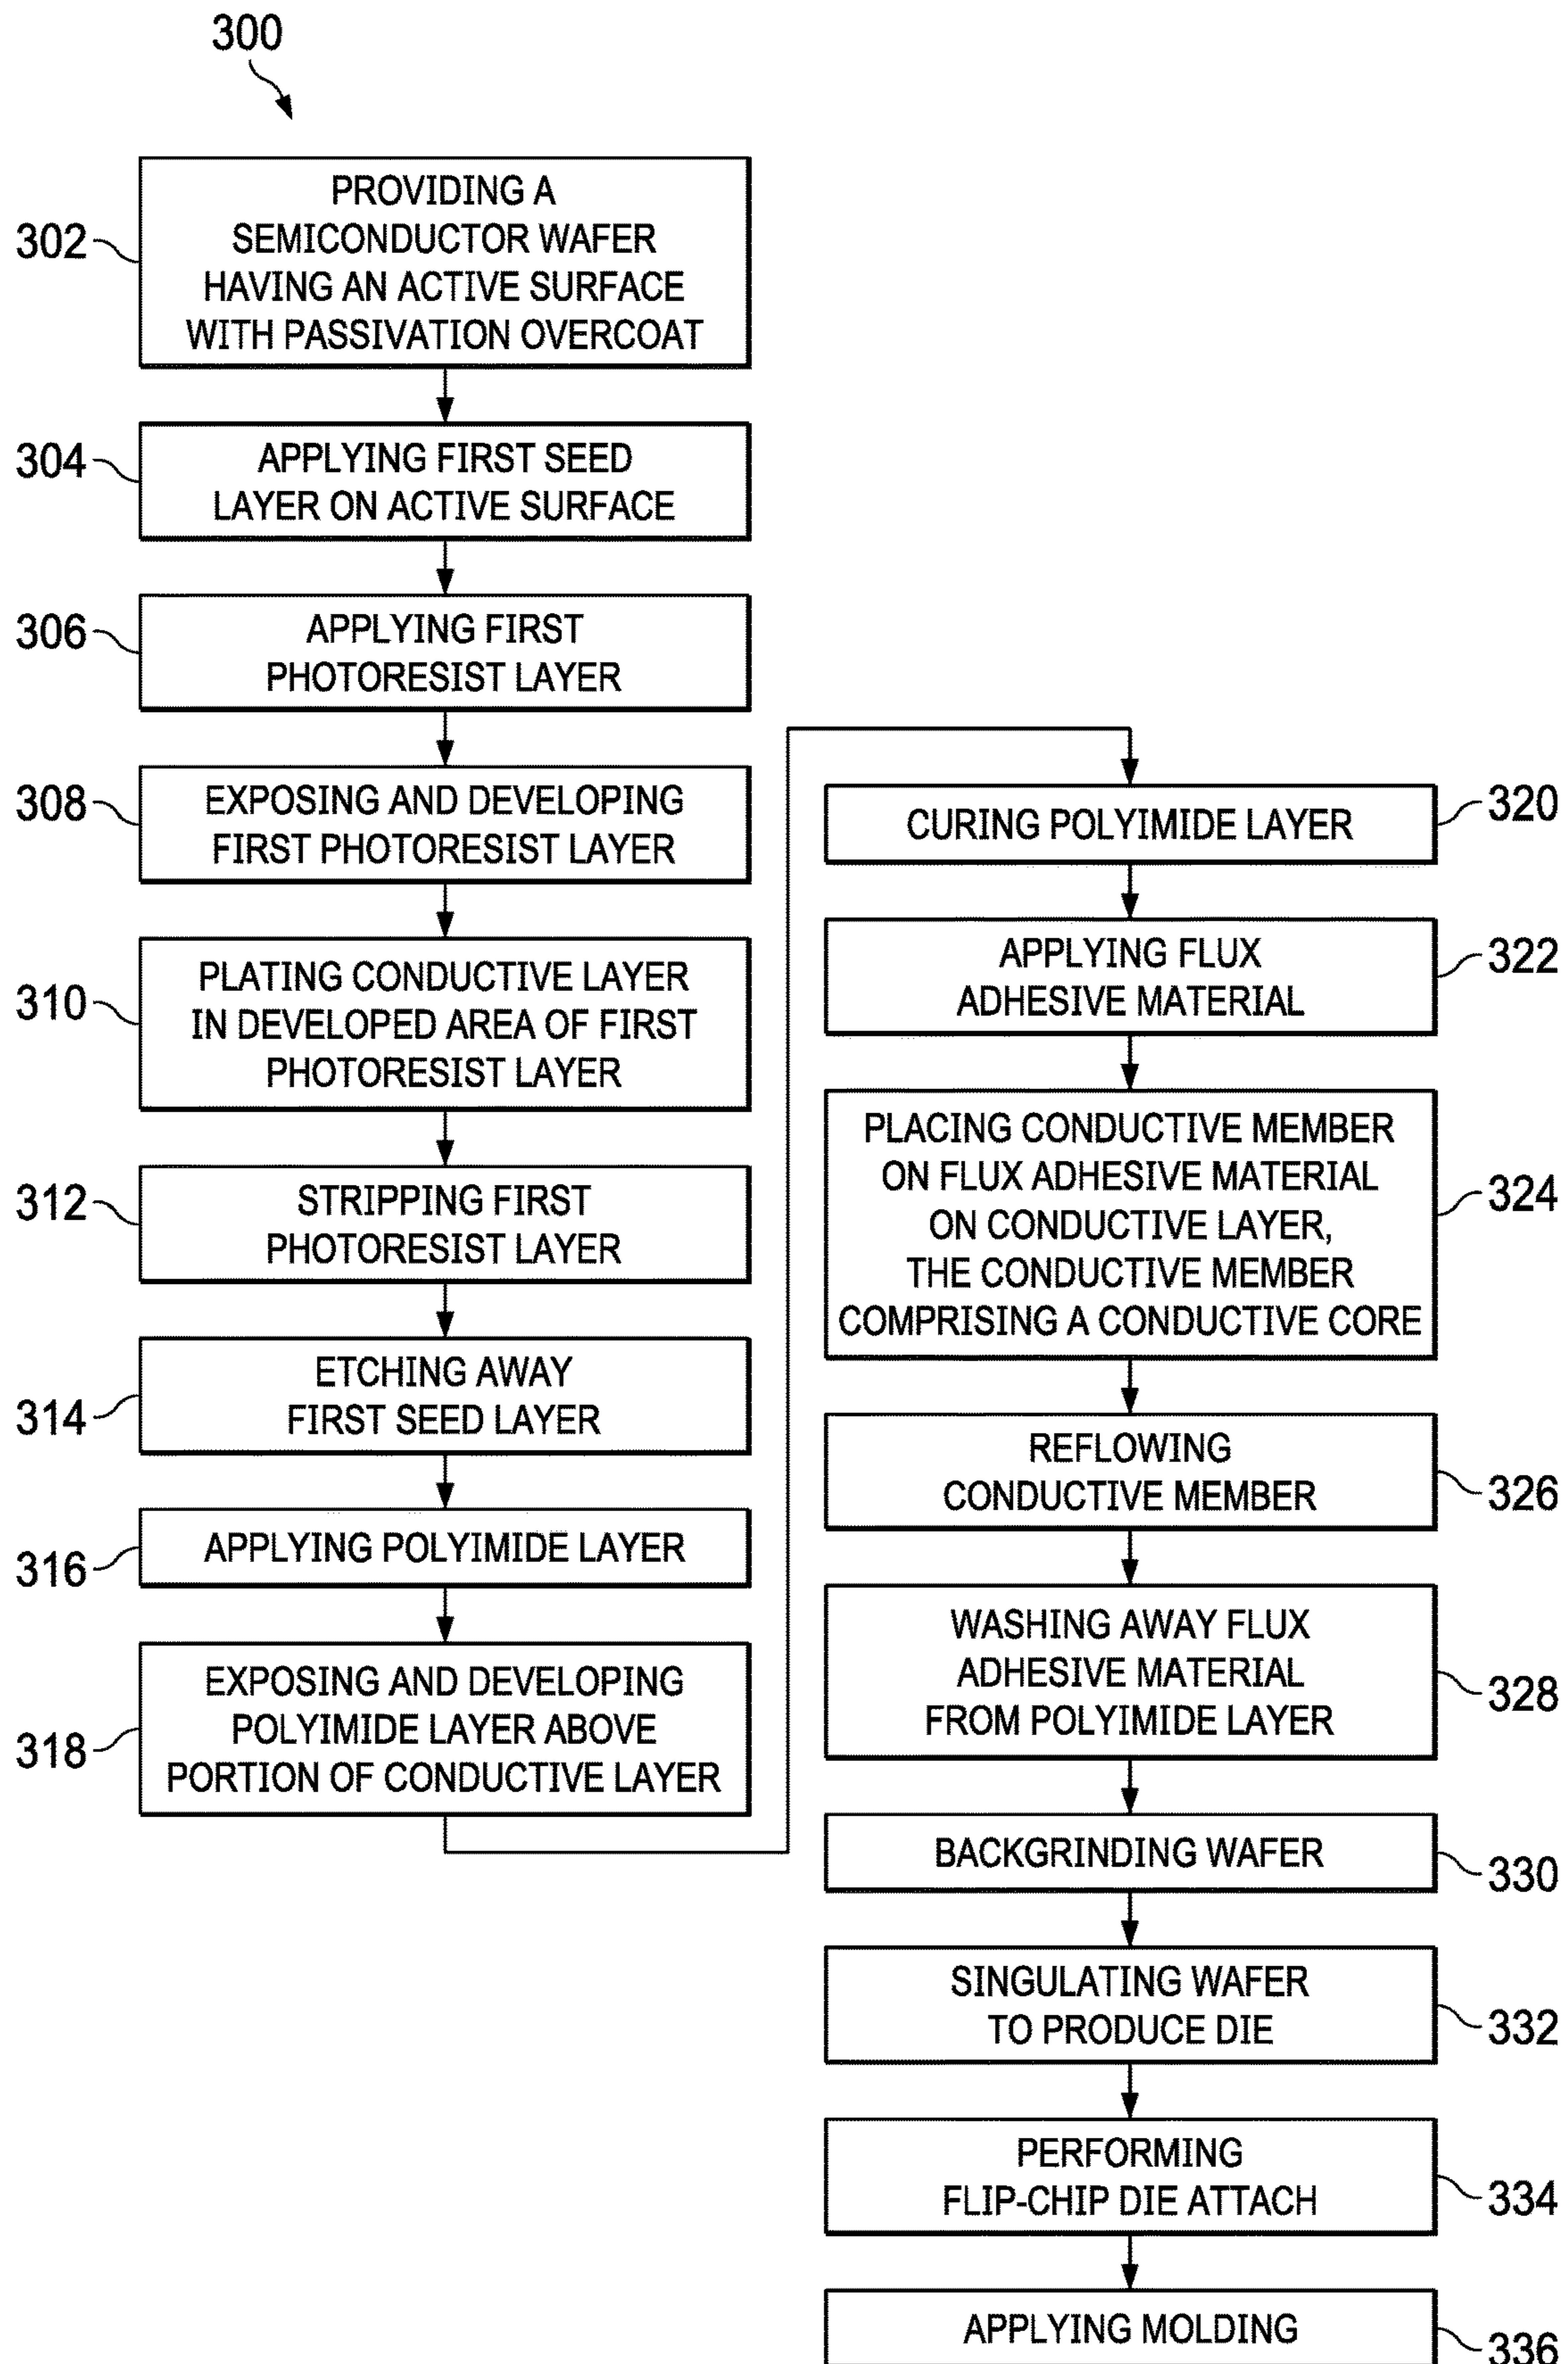 300
302
PROVIDING A
SEMICONDUCTOR WAFER
HAVING AN ACTIVE SURFACE
WITH PASSIVATION OVERCOAT
304
APPLYING FIRST SEED
LAYER ON ACTIVE SURFACE
306
APPLYING FIRST
PHOTORESIST LAYER
308
EXPOSING AND DEVELOPING
FIRST PHOTORESIST LAYER
310
PLATING CONDUCTIVE LAYER
IN DEVELOPED AREA OF FIRST
PHOTORESIST LAYER
312
STRIPPING FIRST
PHOTORESIST LAYER
314
ETCHING AWAY
FIRST SEED LAYER
316
APPLYING POLYIMIDE LAYER
318
EXPOSING AND DEVELOPING
POLYIMIDE LAYER ABOVE
PORTION OF CONDUCTIVE LAYER
320
CURING POLYIMIDE LAYER
322
APPLYING FLUX
ADHESIVE MATERIAL
324
PLACING CONDUCTIVE MEMBER
ON FLUX ADHESIVE MATERIAL
ON CONDUCTIVE LAYER,
THE CONDUCTIVE MEMBER
COMPRISING A CONDUCTIVE CORE
326
REFLOWING
CONDUCTIVE MEMBER
328
WASHING AWAY FLUX
ADHESIVE MATERIAL
FROM POLYIMIDE LAYER
330
BACKGRINDING WAFER
332
SINGULATING WAFER
TO PRODUCE DIE
334
PERFORMING
FLIP-CHIP DIE ATTACH
336
APPLYING MOLDING